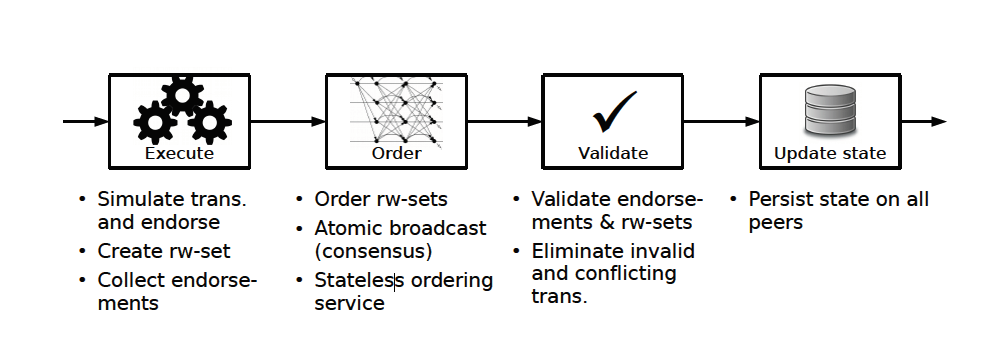 Execute
Order
Validate
Update state
• Simulate trans.
and endorse
• Create rw-set
• Collect endorse-
ments
• Order rw-sets
• Atomic broadcast
(consensus)
• Stateless ordering
service
• Validate endorse-
ments & rw-sets
• Eliminate invalid
and conflicting
trans.
• Persist state on all
peers